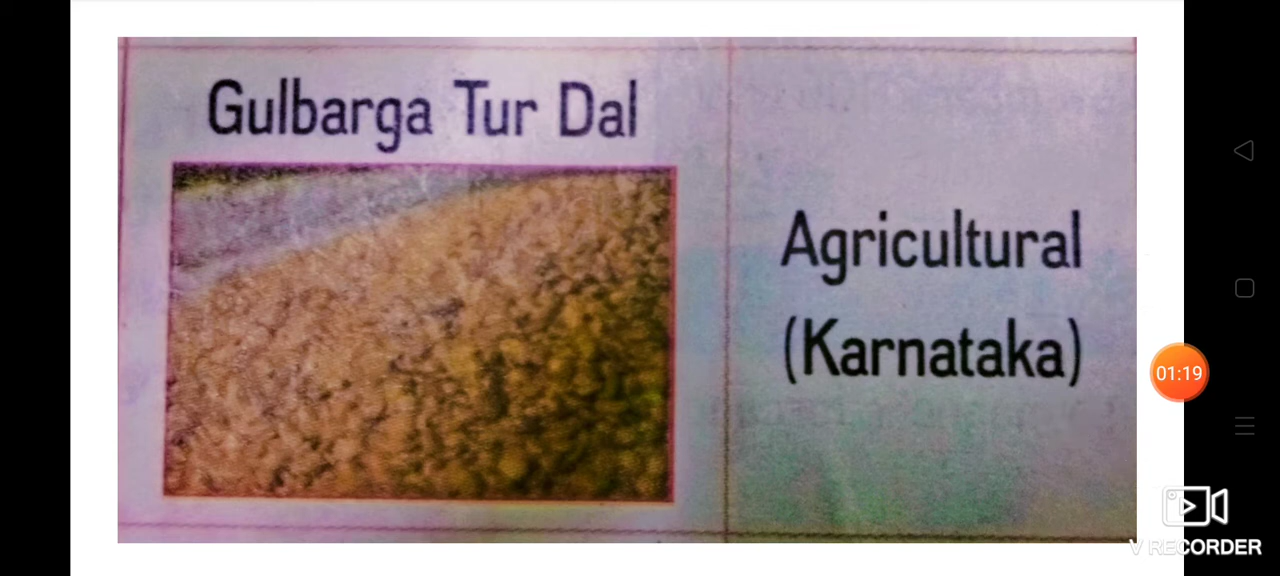 Gulbarga Tur Dal
Agricultural
(Karnataka)
01:19
V RECORDER